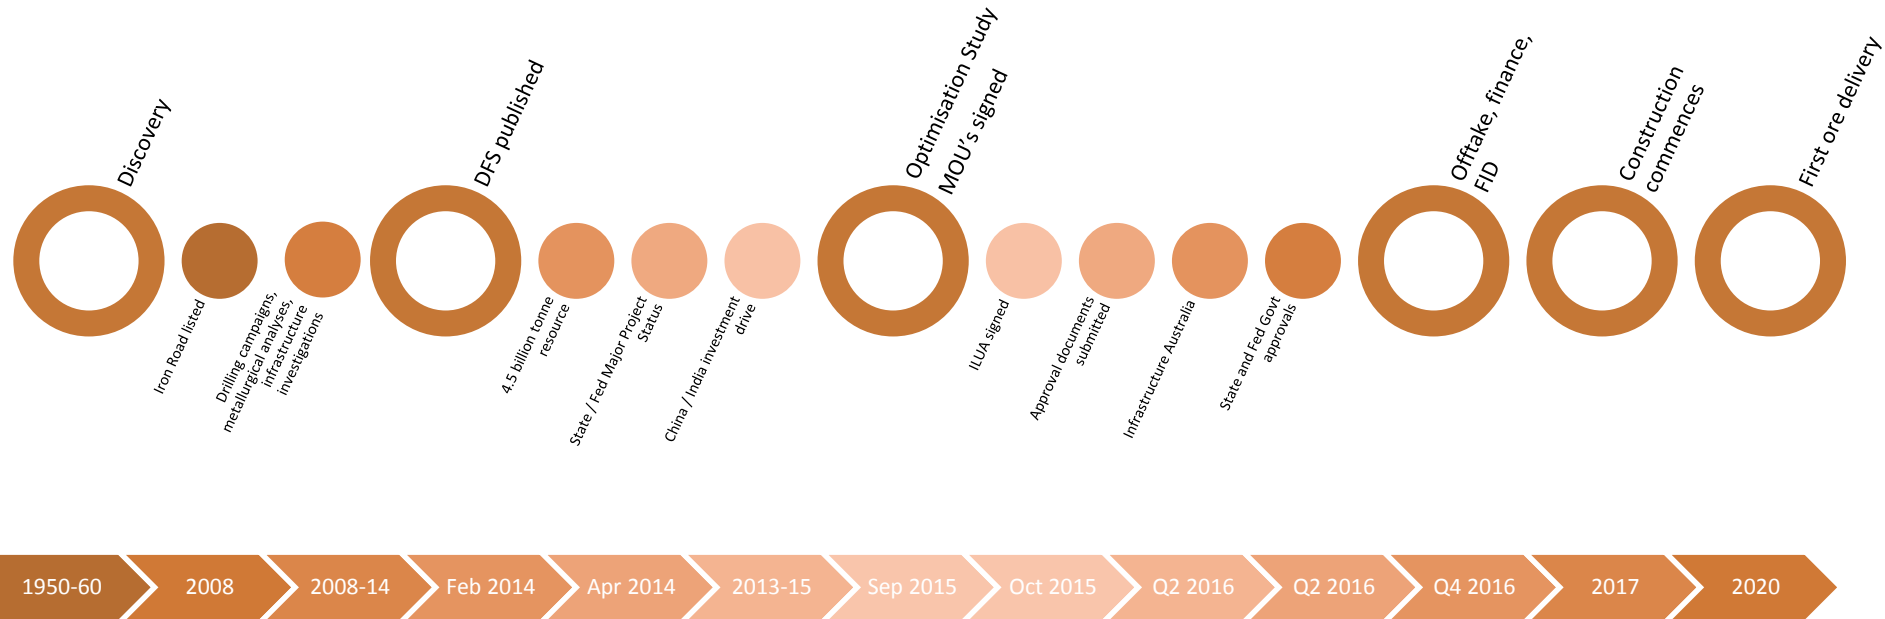 Discovery
Iron Road listed
Drilling campaigns,
metallurgical analyses,
infrastructure
investigations
DFS published
4.5 billion tonne
resource
State / Fed Major Project
Status
China / India investment
drive
Optimisation Study
MOU’s signed
ILUA signed
Approval documents
submitted
Infrastructure Australia
State and Fed Govt
approvals
Offtake, finance,
FID
Construction
commences
First ore delivery
1950-60
2008
2008-14
Feb 2014
Apr 2014
2013-15
Sep 2015
Oct 2015
Q2 2016
Q2 2016
Q4 2016
2017
2020